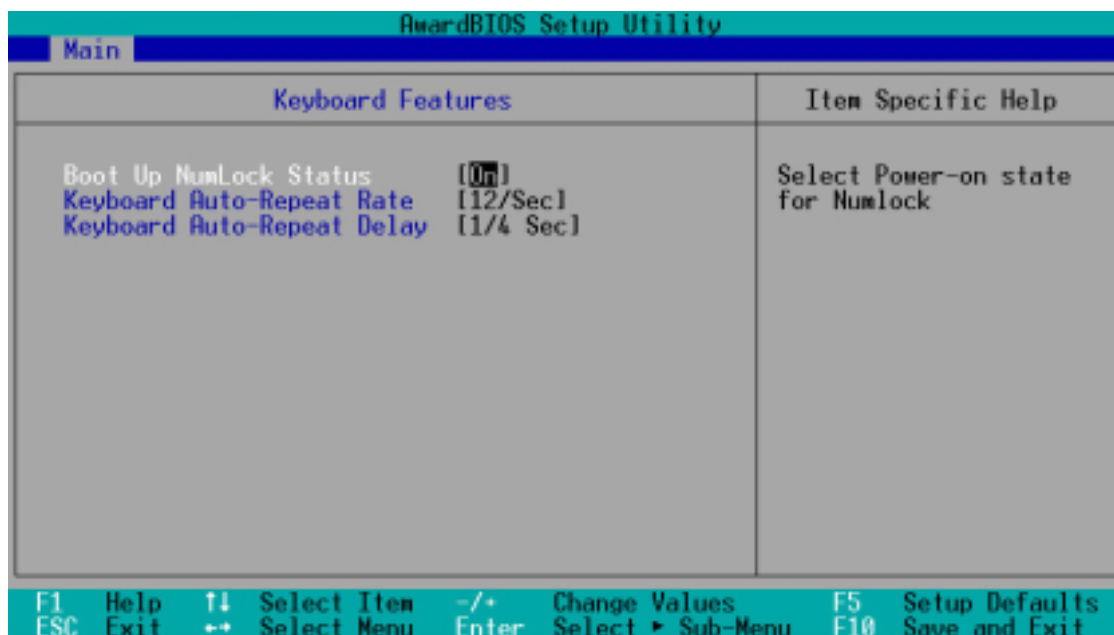 AwardBIOS Setup Utility
Main
Keyboard Features
Item Specific Help
Boot Up NumLock Status [On]
Keyboard Auto-Repeat Rate [12/Sec]
Keyboard Auto-Repeat Delay [1/4 Sec]
Select Power-on state
for Numlock
F1 Help ↑↓ Select Item -/+ Change Values F5 Setup Defaults
ESC Exit ←→ Select Menu Enter Select ► Sub-Menu F10 Save and Exit